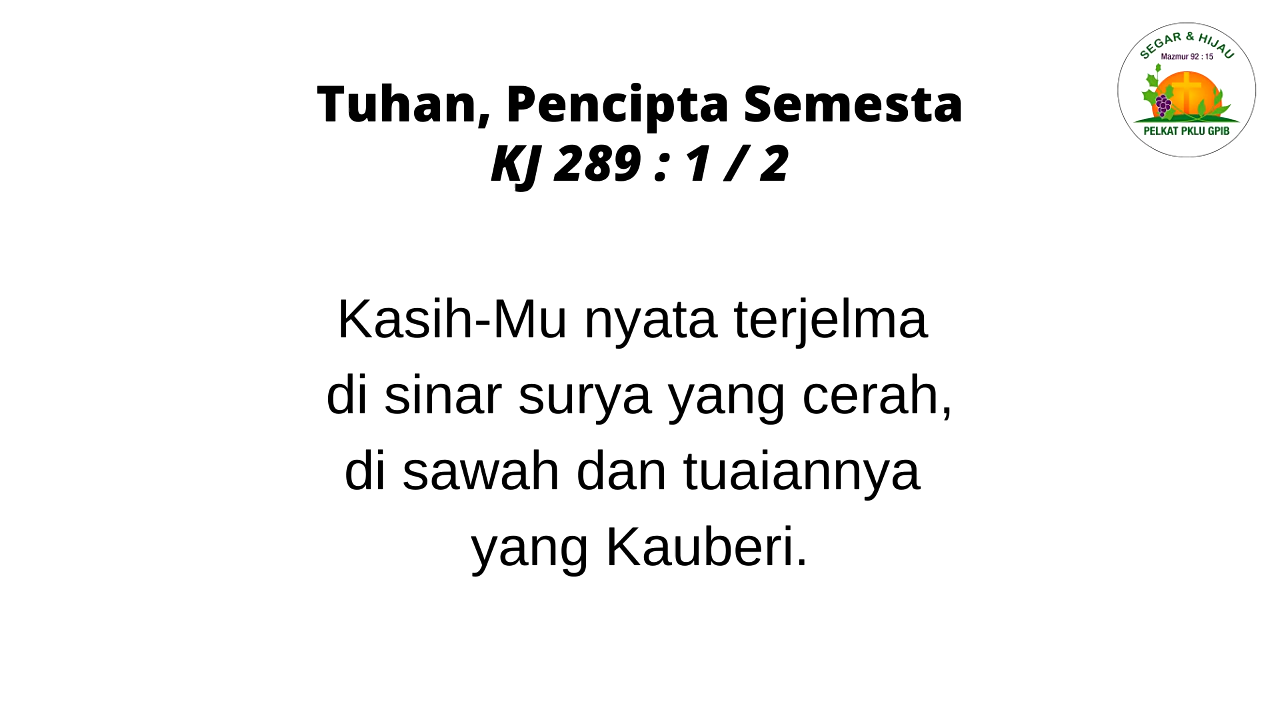 SEGAR & HIJAU
Mazmur 92 : 15
PELKAT PKLU GPIB
Tuhan, Pencipta Semesta
KJ 289 : 1 / 2
Kasih-Mu nyata terjelma
di sinar surya yang cerah,
di sawah dan tuaiannya
yang Kauberi.